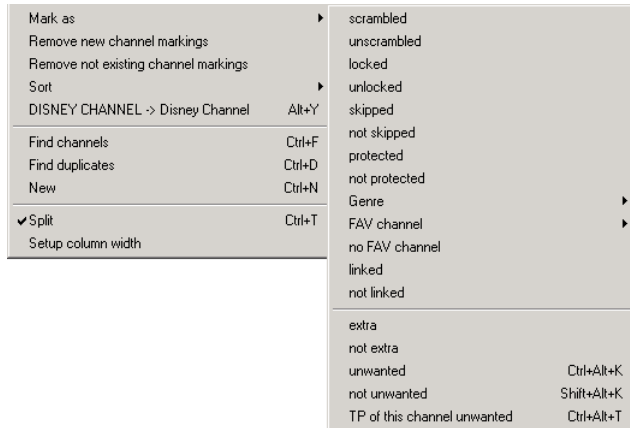 Mark as
Remove new channel markings
Remove not existing channel markings
Sort
DISNEY CHANNEL -> Disney Channel Alt+Y
Find channels Ctrl+F
Find duplicates Ctrl+D
New Ctrl+N
Split Ctrl+T
Setup column width
scrambled
unscrambled
locked
unlocked
skipped
not skipped
protected
not protected
Genre
FAV channel
no FAV channel
linked
not linked
extra
not extra
unwanted Ctrl+Alt+K
not unwanted Shift+Alt+K
TP of this channel unwanted Ctrl+Alt+T